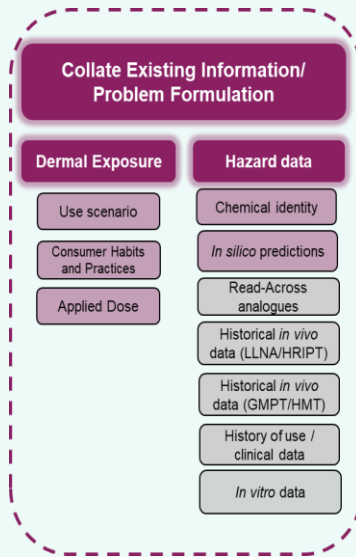 Collate Existing Information/
Problem Formulation
Dermal Exposure
Use scenario
Consumer Habits
and Practices
Applied Dose
Hazard data
Chemical identity
In silico predictions
Read-Across
analogues
Historical in vivo
data (LLNA/HRIPT)
Historical in vivo
data (GMPT/HMT)
History of use /
clinical data
In vitro data